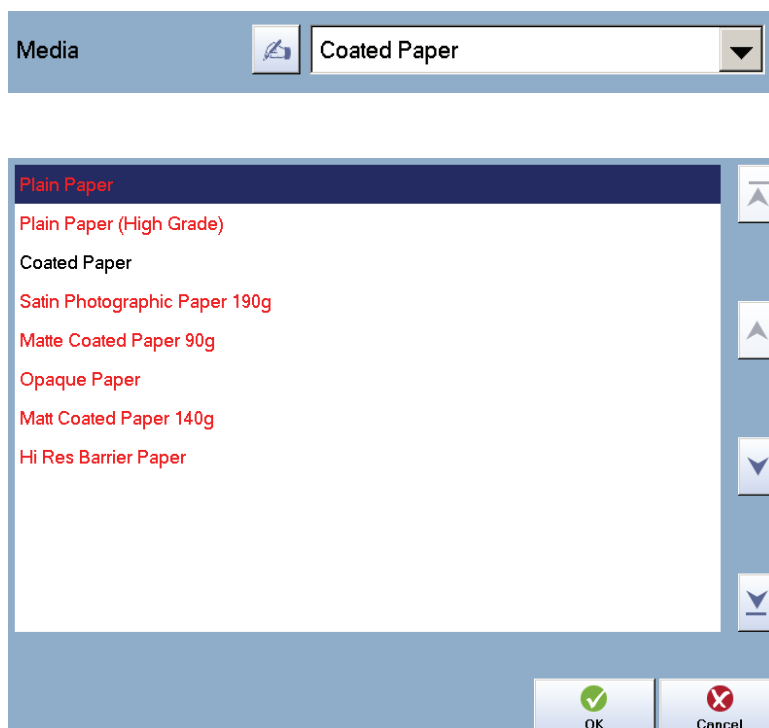 Media
Coated Paper
Plain Paper
Plain Paper (High Grade)
Coated Paper
Satin Photographic Paper 190g
Matte Coated Paper 90g
Opaque Paper
Matt Coated Paper 140g
Hi Res Barrier Paper
OK
Cancel